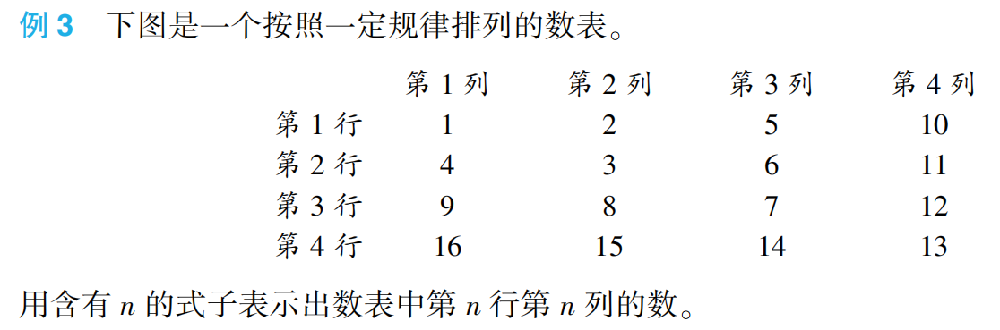 例 3 下图是一个按照一定规律排列的数表。
第 1 列 第 2 列 第 3 列 第 4 列
第 1 行 1 2 5 10
第 2 行 4 3 6 11
第 3 行 9 8 7 12
第 4 行 16 15 14 13
用含有 n 的式子表示出数表中第 n 行第 n 列的数。